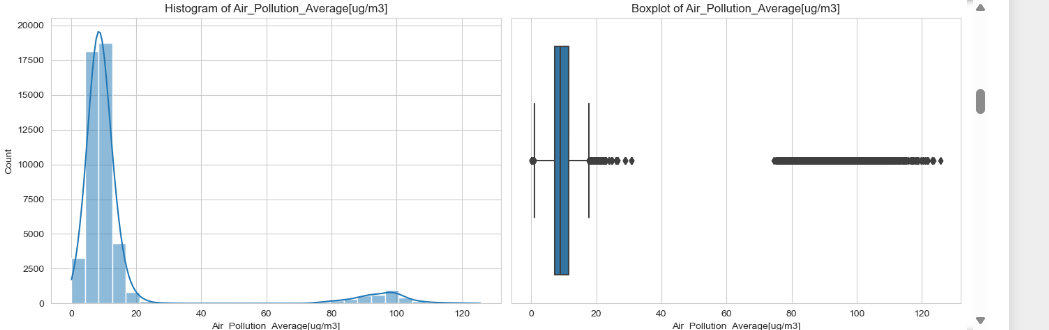 Histogram of Air_Pollution_Average[ug/m3]
20000
17500
15000
12500
10000
7500
5000
2500
0
Count
0 20 40 60 80 100 120
Air_Pollution_Average[ug/m3]
Boxplot of Air_Pollution_Average[ug/m3]
0 20 40 60 80 100 120
Air_Pollution_Average[ug/m3]